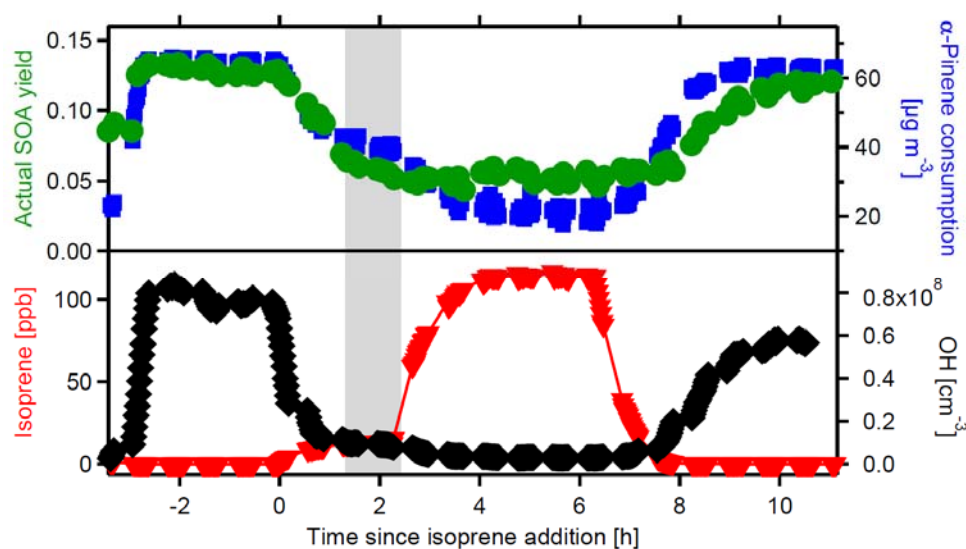 Actual SOA yield
0.15
0.10
0.05
0.00
60
40
20
α-Pinene consumption
[µg m-3]
Isoprene [ppb]
100
50
0
0.8x10^8
0.6
0.4
0.2
0.0
OH [cm-3]
-2 0 2 4 6 8 10
Time since isoprene addition [h]